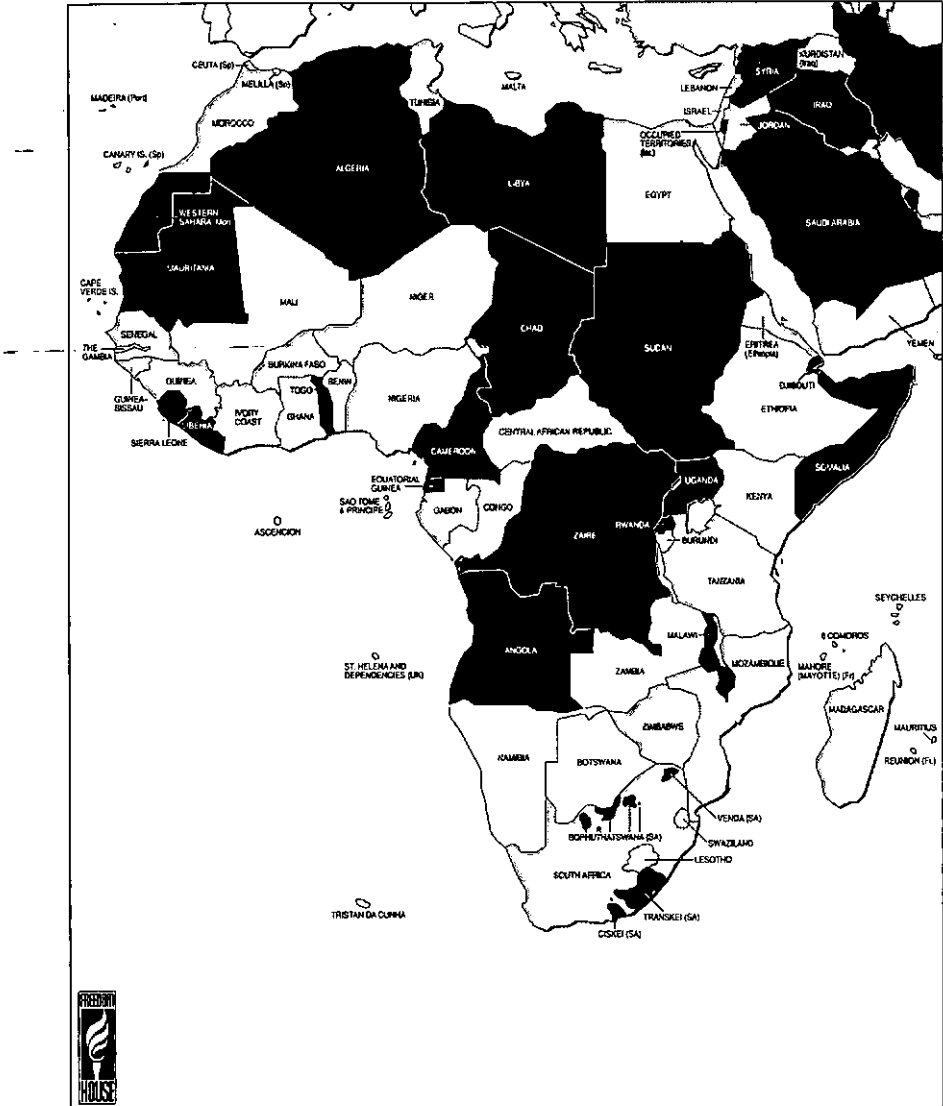 CEUTA (Sp)
MELILLA (Sp)
MADEIRA (Port)
MOROCCO
TUNISIA
MALTA
SYRIA
KURDISTAN
(Iraq)
LEBANON
IRAQ
ISRAEL
JORDAN
OCCUPIED
TERRITORIES
(Isr.)
CANARY IS. (Sp)
ALGERIA
LIBYA
EGYPT
WESTERN
SAHARA (Mor)
SAUDI ARABIA
MAURITANIA
CAPE
VERDE IS.
MALI
NIGER
CHAD
SUDAN
ERITREA
(Ethiopia)
YEMEN
SENEGAL
THE
GAMBIA
BURKINA FASO
DJIBOUTI
GUINEA
BENIN
TOGO
NIGERIA
ETHIOPIA
GUINEA-
BISSAU
IVORY
COAST
GHANA
LIBERIA
SIERRA LEONE
CENTRAL AFRICAN REPUBLIC
CAMEROON
SOMALIA
EQUATORIAL
GUINEA
UGANDA
KENYA
SAO TOME
& PRINCIPE
GABON
CONGO
RWANDA
ASCENCION
ZAIRE
BURUNDI
TANZANIA
SEYCHELLES
MALAWI
COMOROS
ANGOLA
ST. HELENA AND
DEPENDENCIES (UK)
ZAMBIA
MOZAMBIQUE
MAHORE
(MAYOTTE) (Fr)
MADAGASCAR
ZIMBABWE
MAURITIUS
NAMIBIA
BOTSWANA
REUNION (Fr.)
VENDA (SA)
BOPHUTHATSWANA (SA)
SWAZILAND
LESOTHO
SOUTH AFRICA
TRISTAN DA CUNHA
TRANSKEI (SA)
CISKEI (SA)
FREEDOM
HOUSE